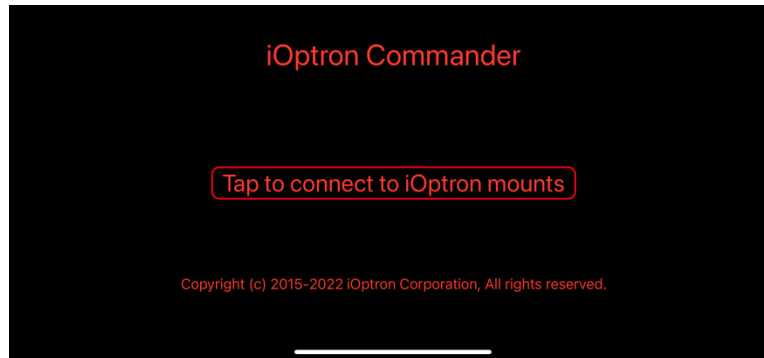 iOptron Commander
Tap to connect to iOptron mounts
Copyright (c) 2015-2022 iOptron Corporation, All rights reserved.